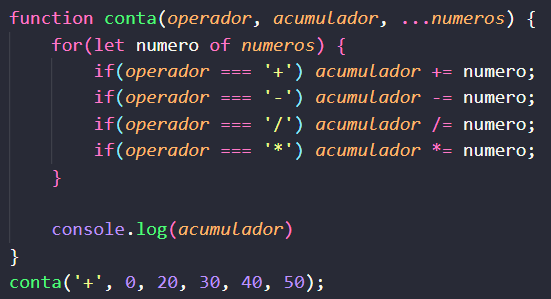 function conta(operador, acumulador, ...numeros) {
    for(let numero of numeros) {
        if(operador === '+') acumulador += numero;
        if(operador === '-') acumulador -= numero;
        if(operador === '/') acumulador /= numero;
        if(operador === '*') acumulador *= numero;
    }

    console.log(acumulador)
}
conta('+', 0, 20, 30, 40, 50);